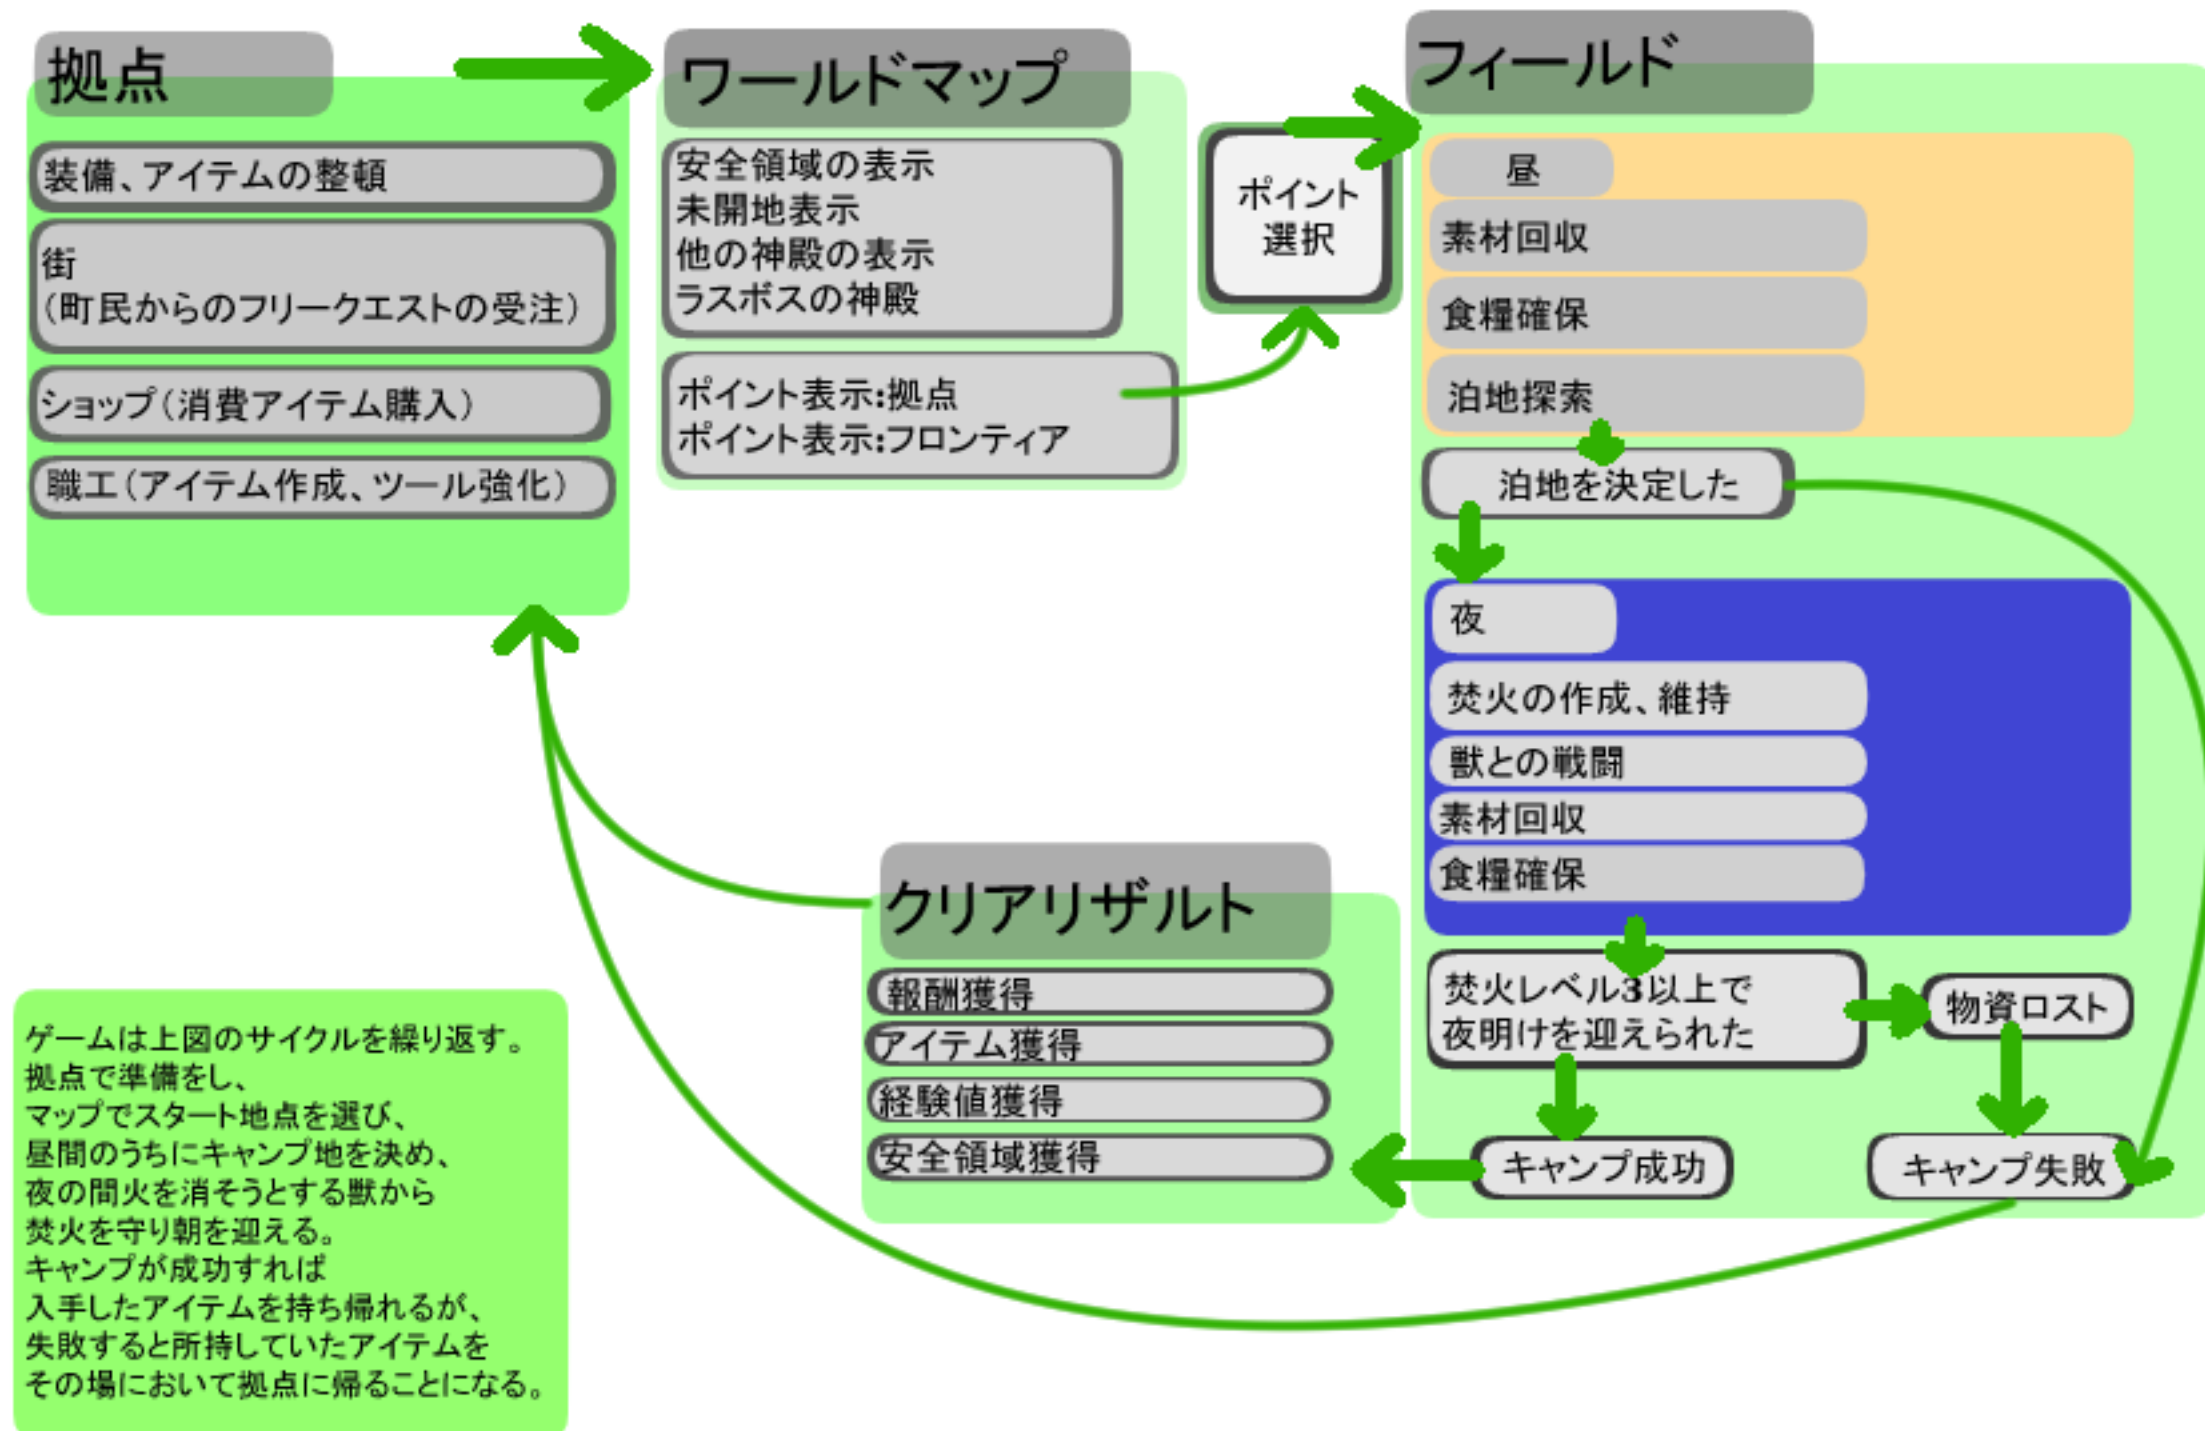 拠点
装備、アイテムの整頓
街
(町民からのフリークエストの受注)
ショップ(消費アイテム購入)
職工(アイテム作成、ツール強化)
ワールドマップ
安全領域の表示
未開地表示
他の神殿の表示
ラスボスの神殿
ポイント表示:拠点
ポイント表示:フロンティア
ポイント
選択
フィールド
昼
素材回収
食糧確保
泊地探索
泊地を決定した
夜
焚火の作成、維持
獣との戦闘
素材回収
食糧確保
焚火レベル3以上で
夜明けを迎えられた
物資ロスト
キャンプ成功
キャンプ失敗
クリアリザルト
報酬獲得
アイテム獲得
経験値獲得
安全領域獲得
ゲームは上図のサイクルを繰り返す。
拠点で準備をし、
マップでスタート地点を選び、
昼間のうちにキャンプ地を決め、
夜の間火を消そうとする獣から
焚火を守り朝を迎える。
キャンプが成功すれば
入手したアイテムを持ち帰れるが、
失敗すると所持していたアイテムを
その場において拠点に帰ることになる。